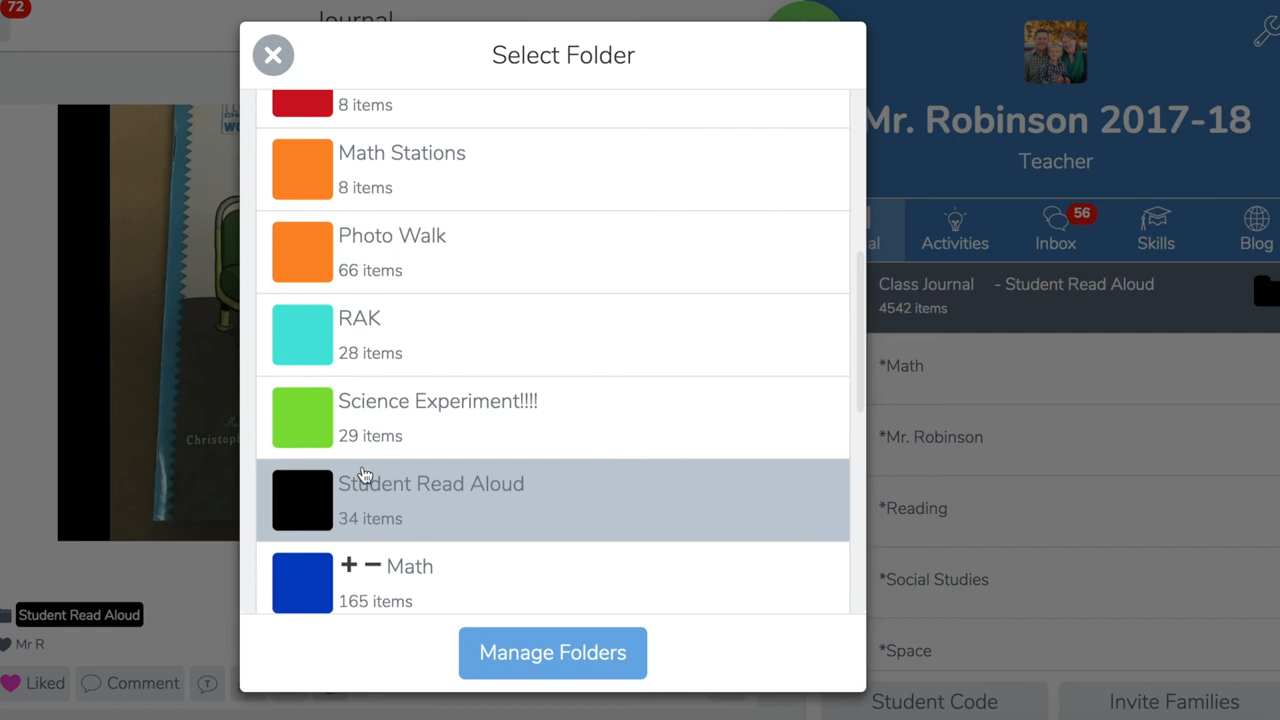 72
Journal
Select Folder
8 items
Math Stations
8 items
Photo Walk
66 items
RAK
28 items
Science Experiment!!!!
29 items
Student Read Aloud
34 items
+ − Math
165 items
Manage Folders
Mr. Robinson 2017-18
Teacher
al
Activities
Inbox
56
Skills
Blog
Class Journal - Student Read Aloud
4542 items
*Math
*Mr. Robinson
*Reading
*Social Studies
*Space
Student Code
Invite Families
Christoph
Student Read Aloud
Mr R
Liked
Comment
T